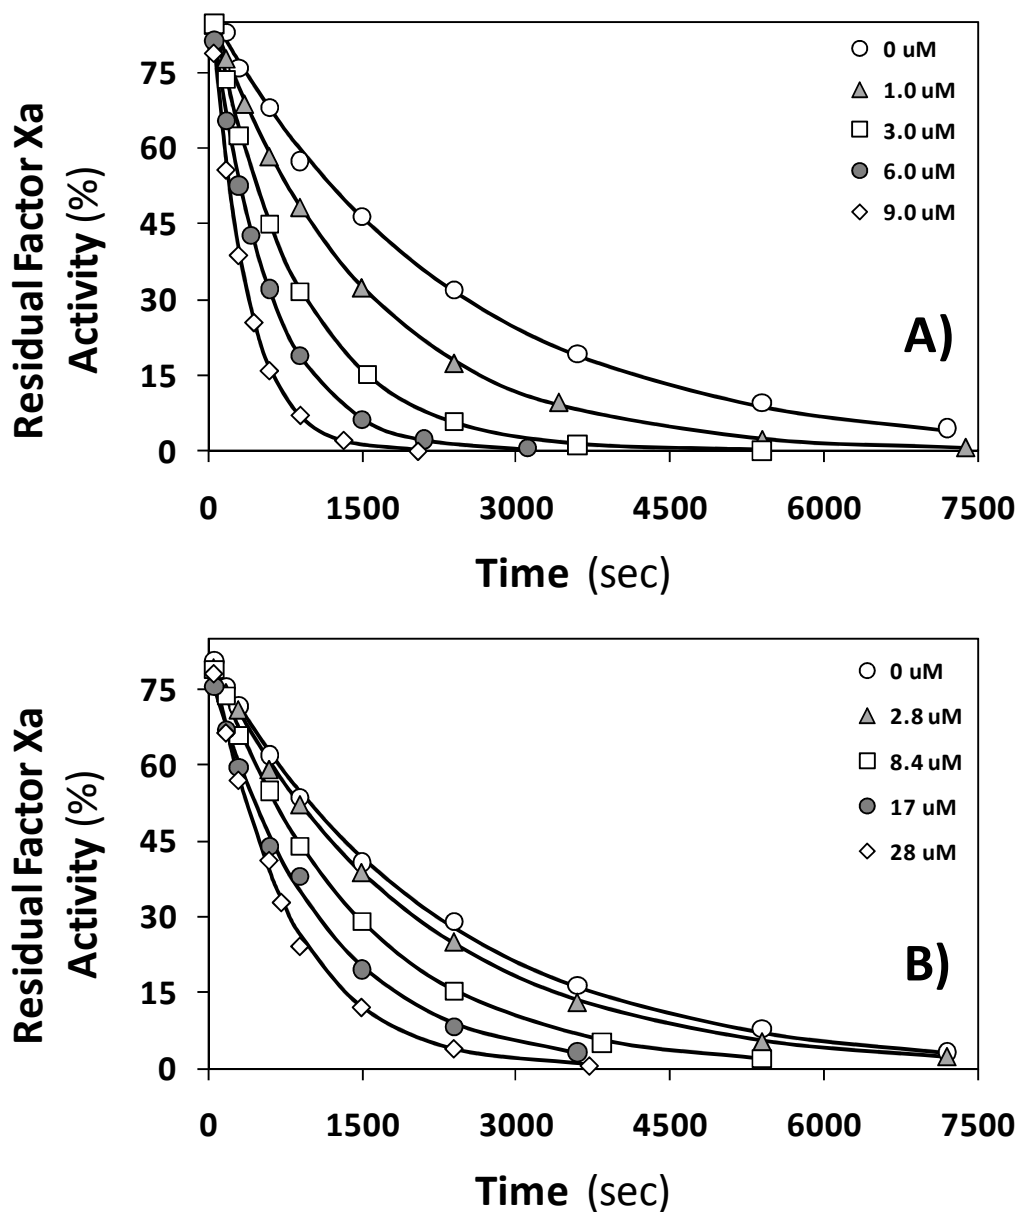 Residual Factor Xa
Activity (%)
75
60
45
30
15
0
0 uM
1.0 uM
3.0 uM
6.0 uM
9.0 uM
A)
0 1500 3000 4500 6000 7500
Time (sec)
Residual Factor Xa
Activity (%)
75
60
45
30
15
0
0 uM
2.8 uM
8.4 uM
17 uM
28 uM
B)
0 1500 3000 4500 6000 7500
Time (sec)